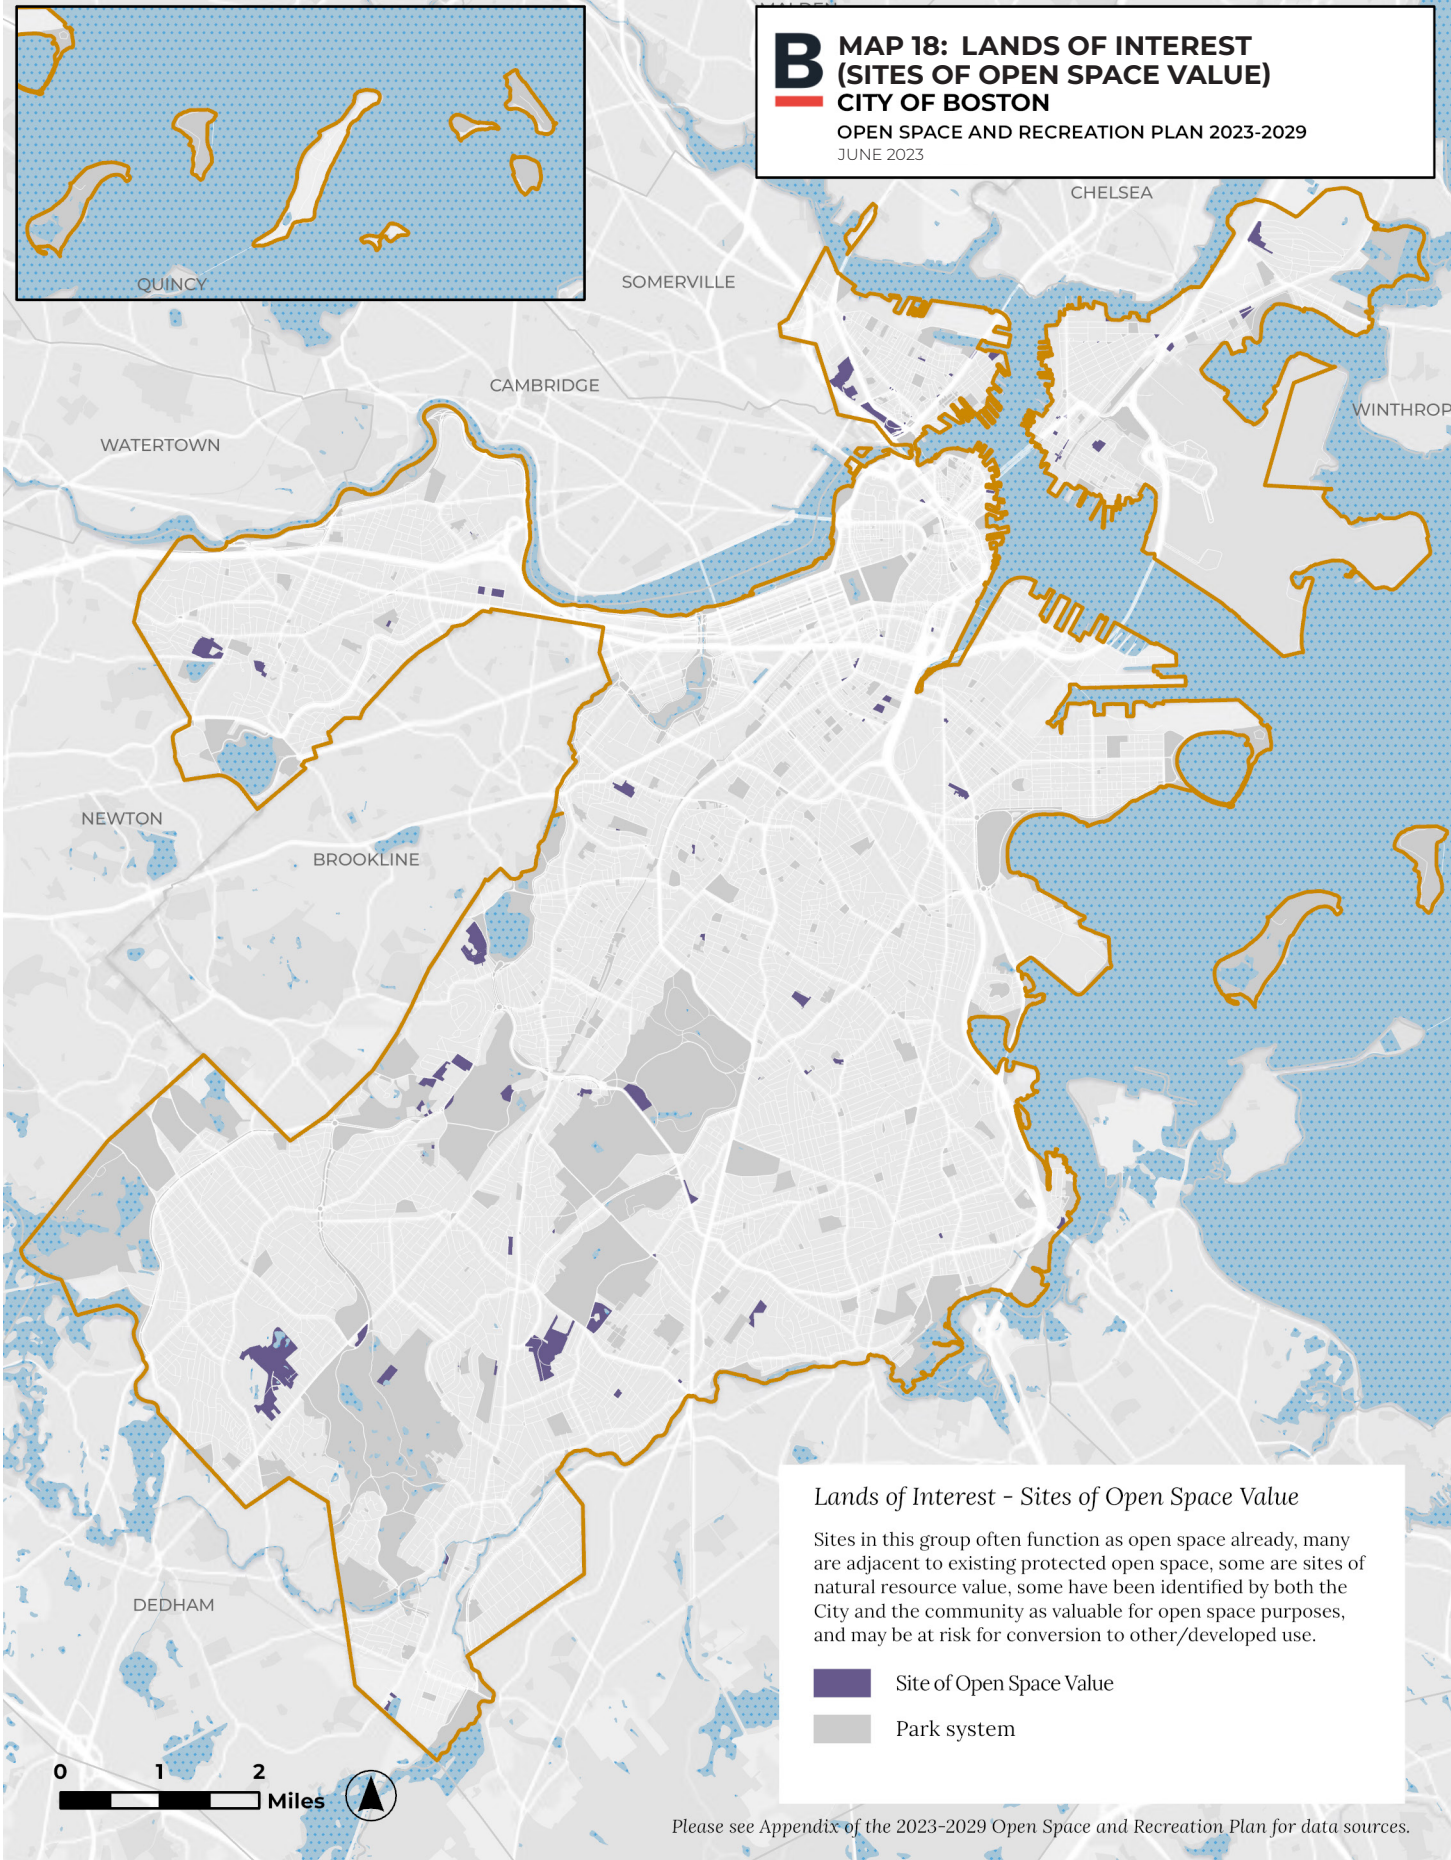 MALDEN
B
MAP 18: LANDS OF INTEREST
(SITES OF OPEN SPACE VALUE)
CITY OF BOSTON
OPEN SPACE AND RECREATION PLAN 2023-2029
JUNE 2023
CHELSEA
QUINCY
SOMERVILLE
CAMBRIDGE
WINTHROP
WATERTOWN
NEWTON
BROOKLINE
DEDHAM
Lands of Interest - Sites of Open Space Value
Sites in this group often function as open space already, many
are adjacent to existing protected open space, some are sites of
natural resource value, some have been identified by both the
City and the community as valuable for open space purposes,
and may be at risk for conversion to other/developed use.
Site of Open Space Value
Park system
0 1 2
Miles
Please see Appendix of the 2023-2029 Open Space and Recreation Plan for data sources.